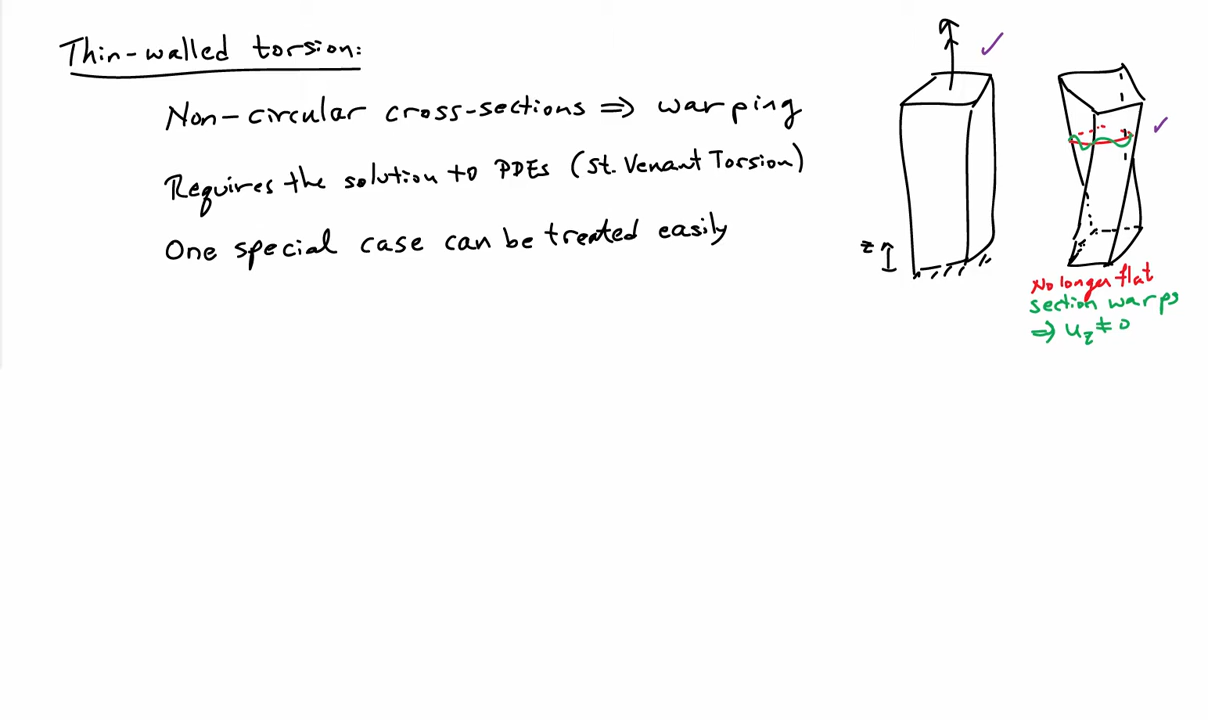 Thin-walled torsion:
Non-circular cross-sections ⇒ warping
Requires the solution to PDEs (St. Venant Torsion)
One special case can be treated easily
z
No longer flat
section warps
⇒ u_z ≠ 0